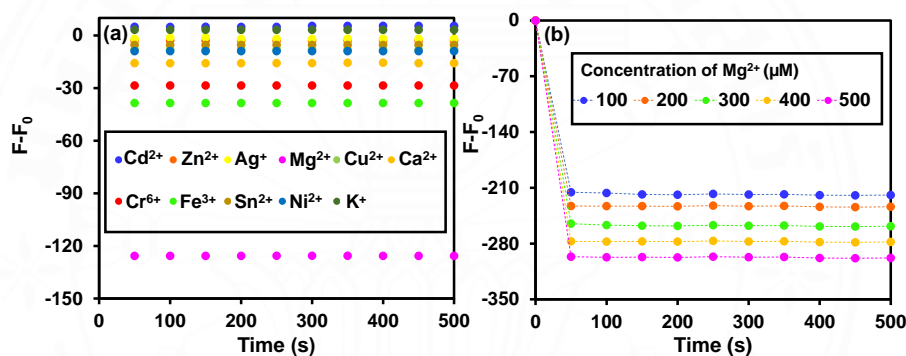 (a)
F-F₀
0
-30
-60
-90
-120
-150
Cd²⁺ Zn²⁺ Ag⁺ Mg²⁺ Cu²⁺ Ca²⁺
Cr⁶⁺ Fe³⁺ Sn²⁺ Ni²⁺ K⁺
0 100 200 300 400 500
Time (s)
(b)
F-F₀
0
-70
-140
-210
-280
-350
Concentration of Mg²⁺ (µM)
100 200 300 400 500
0 100 200 300 400 500
Time (s)